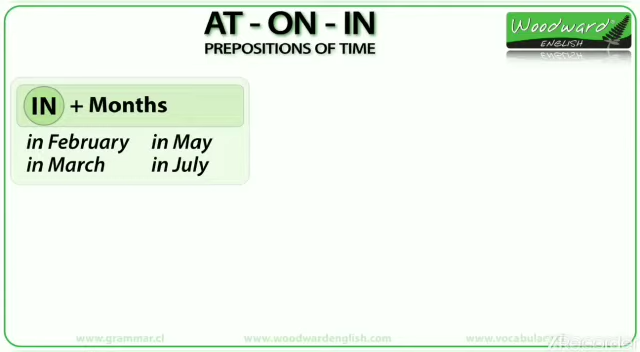 AT - ON - IN
PREPOSITIONS OF TIME
Woodward
ENGLISH
IN + Months
in February in May
in March in July
www.grammar.cl www.woodwardenglish.com